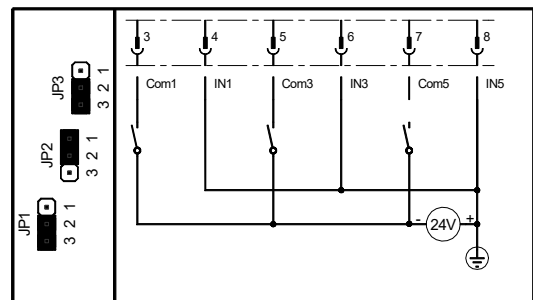 3 4 5 6 7 8
Com1 IN1 Com3 IN3 Com5 IN5
JP3 3 2 1
JP2 3 2 1
JP1 3 2 1
- 24V +